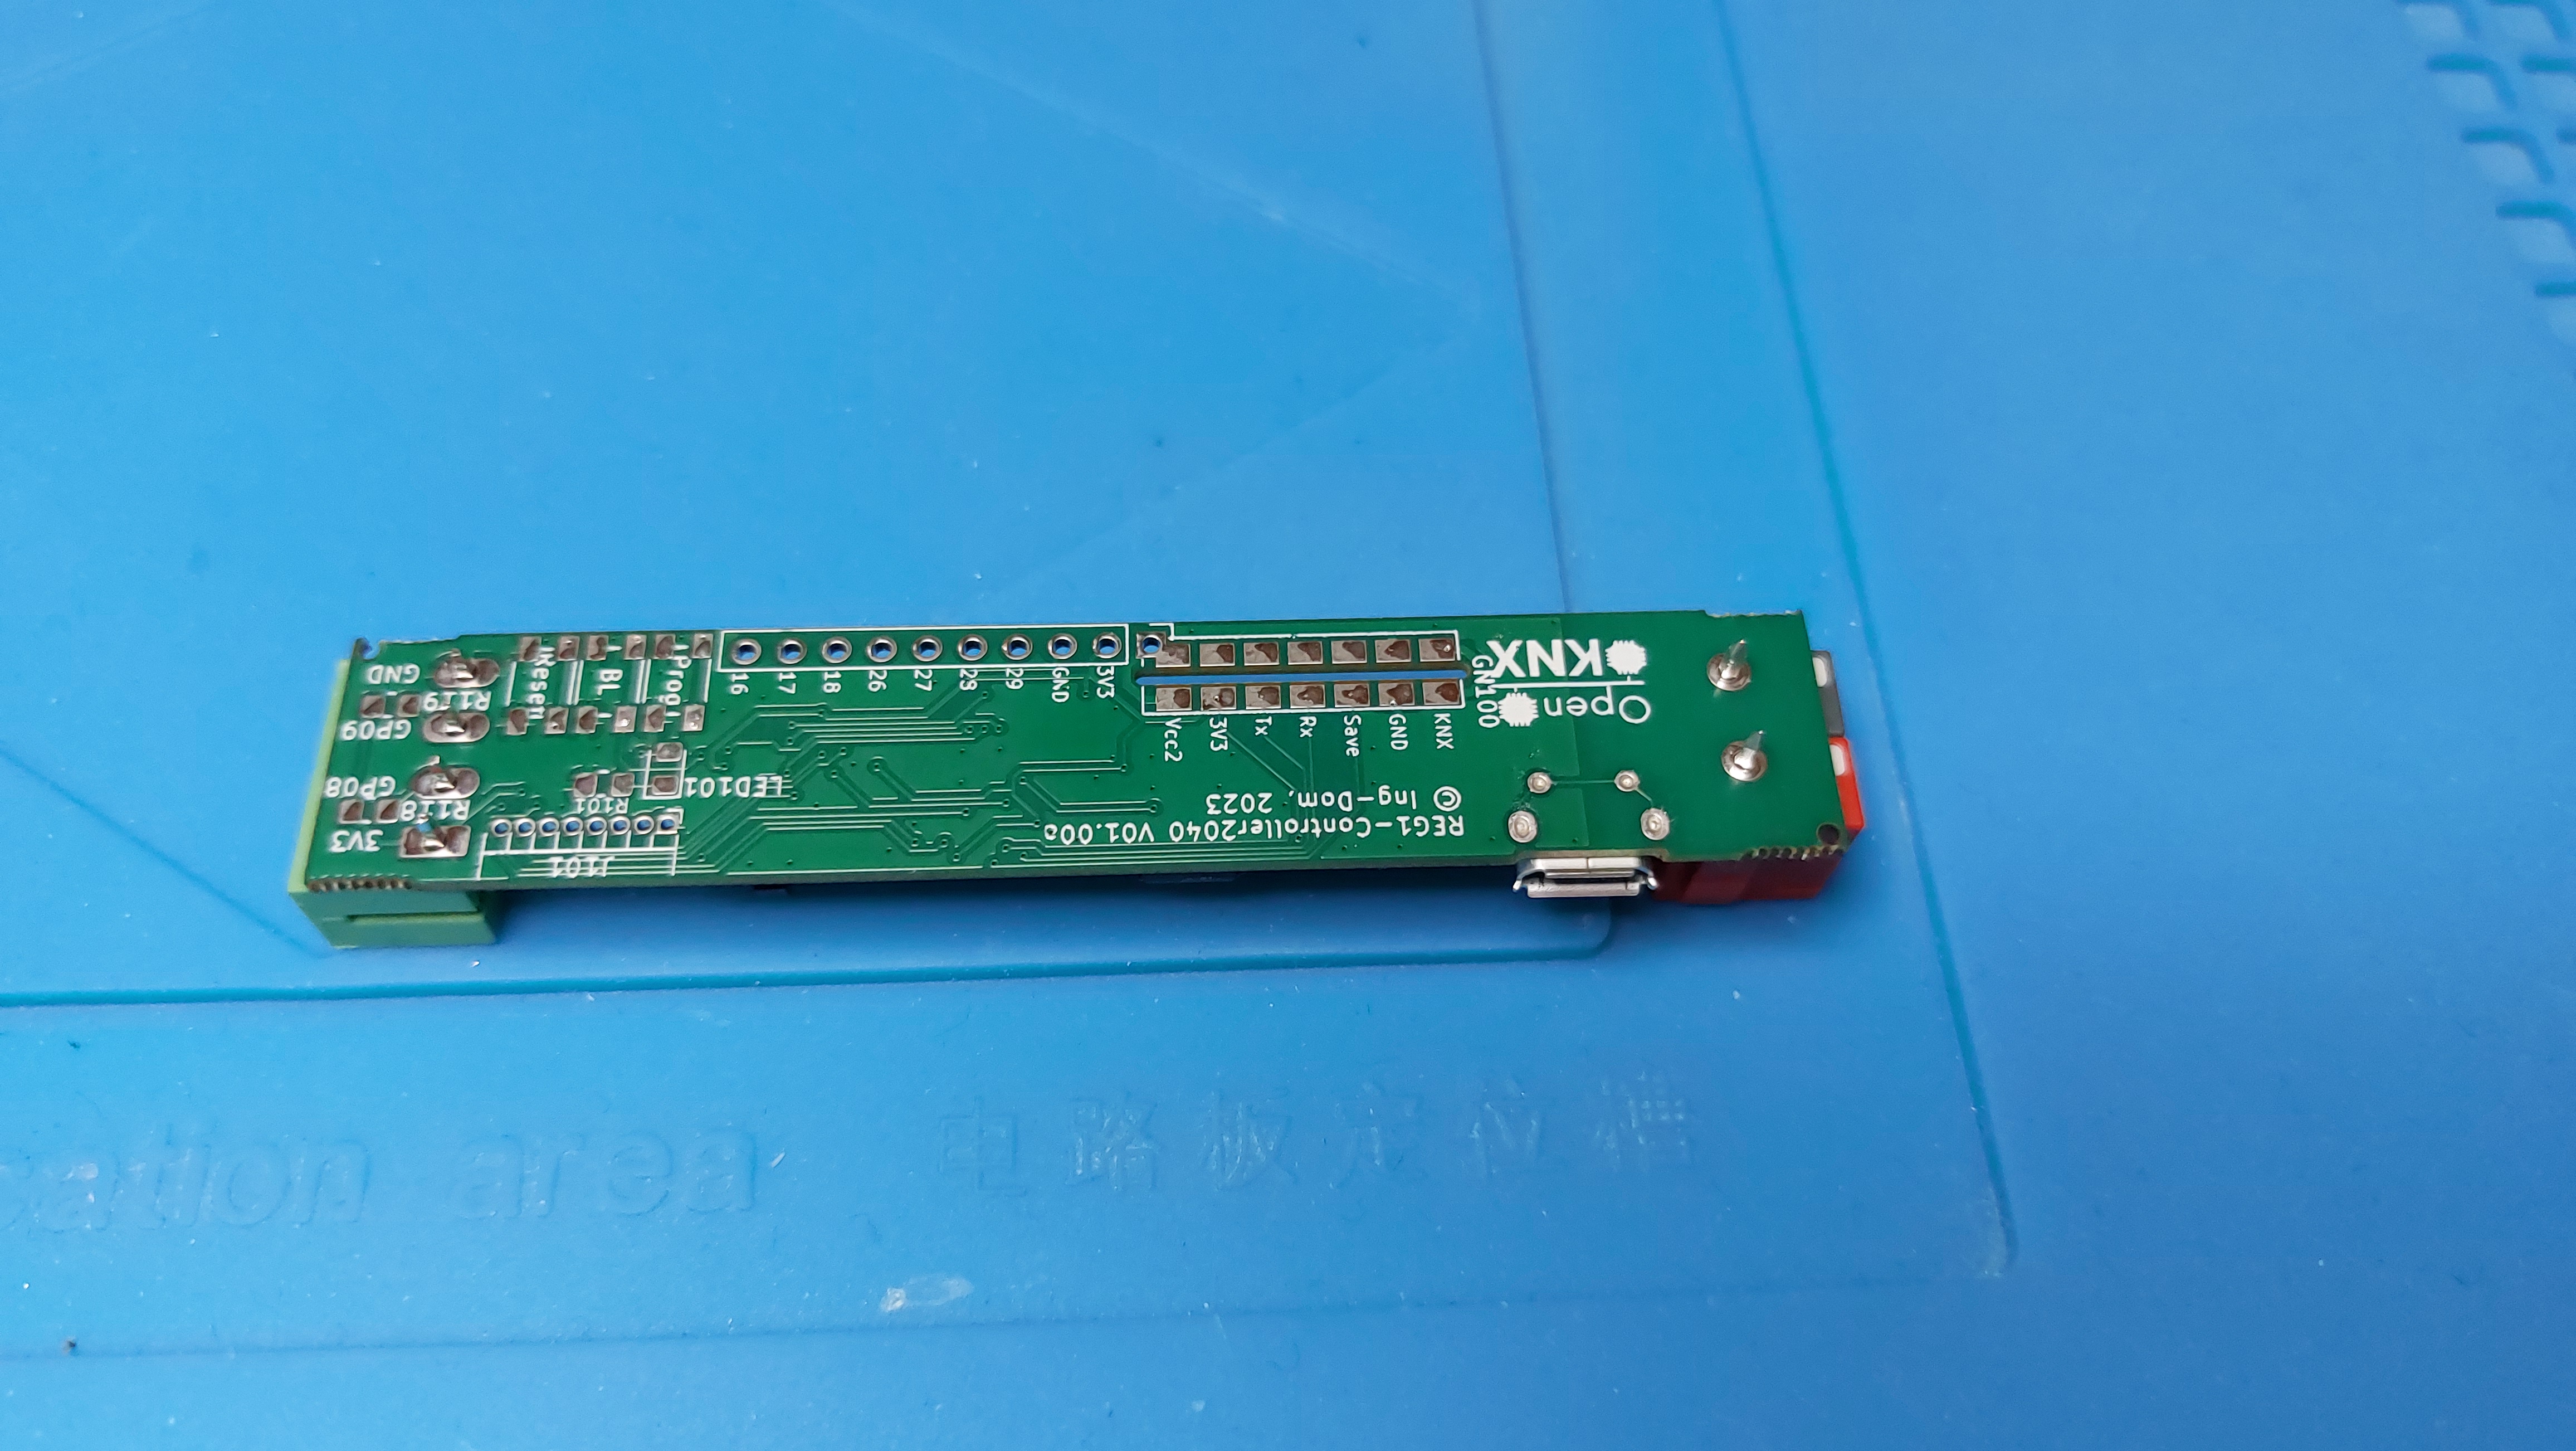 Open
KNX
GN100
KNX
GND
Save
Rx
Tx
3V3
Vcc2
REG1-Controller2040 V01.00a
© Ing-Dom, 2023
3V3
GND
29
29
27
26
18
17
16
Prog
BL
Reset
GND
R119
GP09
GP08
R118
3V3
LED101
R101
J101
cation area
电路板定位槽